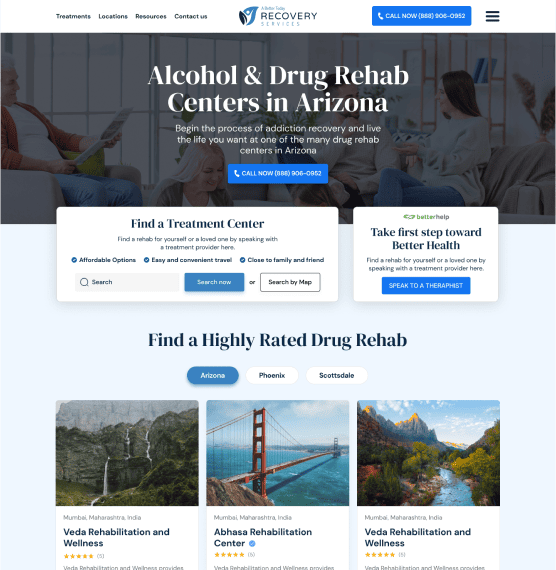 Treatments Locations Resources Contact us
A Better Today
RECOVERY
SERVICES
CALL NOW (888) 906-0952
Alcohol & Drug Rehab
Centers in Arizona
Begin the process of addiction recovery and live
the life you want at one of the many drug rehab
centers in Arizona
CALL NOW (888) 906-0952
Find a Treatment Center
Find a rehab for yourself or a loved one by speaking with
a treatment provider here.
Affordable Options Easy and convenient travel Close to family and friend
Search Search now or Search by Map
betterhelp
Take first step toward
Better Health
Find a rehab for yourself or a loved one by
speaking with a treatment provider here.
SPEAK TO A THERAPHIST
Find a Highly Rated Drug Rehab
Arizona Phoenix Scottsdale
Mumbai, Maharashtra, India
Veda Rehabilitation and
Wellness
(5)
Veda Rehabilitation and Wellness provides
Mumbai, Maharashtra, India
Abhasa Rehabilitation
Center
(5)
Veda Rehabilitation and Wellness provides
Mumbai, Maharashtra, India
Veda Rehabilitation and
Wellness
(5)
Veda Rehabilitation and Wellness provides